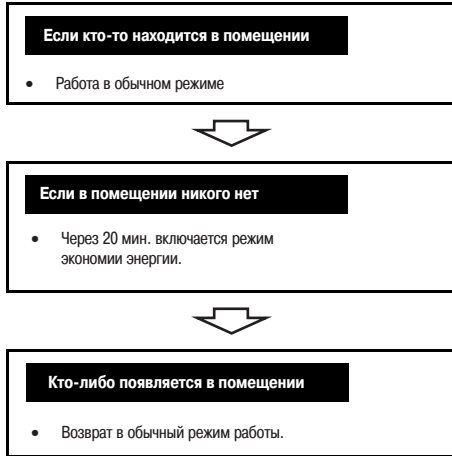 Если кто-то находится в помещении
• Работа в обычном режиме
Если в помещении никого нет
• Через 20 мин. включается режим
экономии энергии.
Кто-либо появляется в помещении
• Возврат в обычный режим работы.